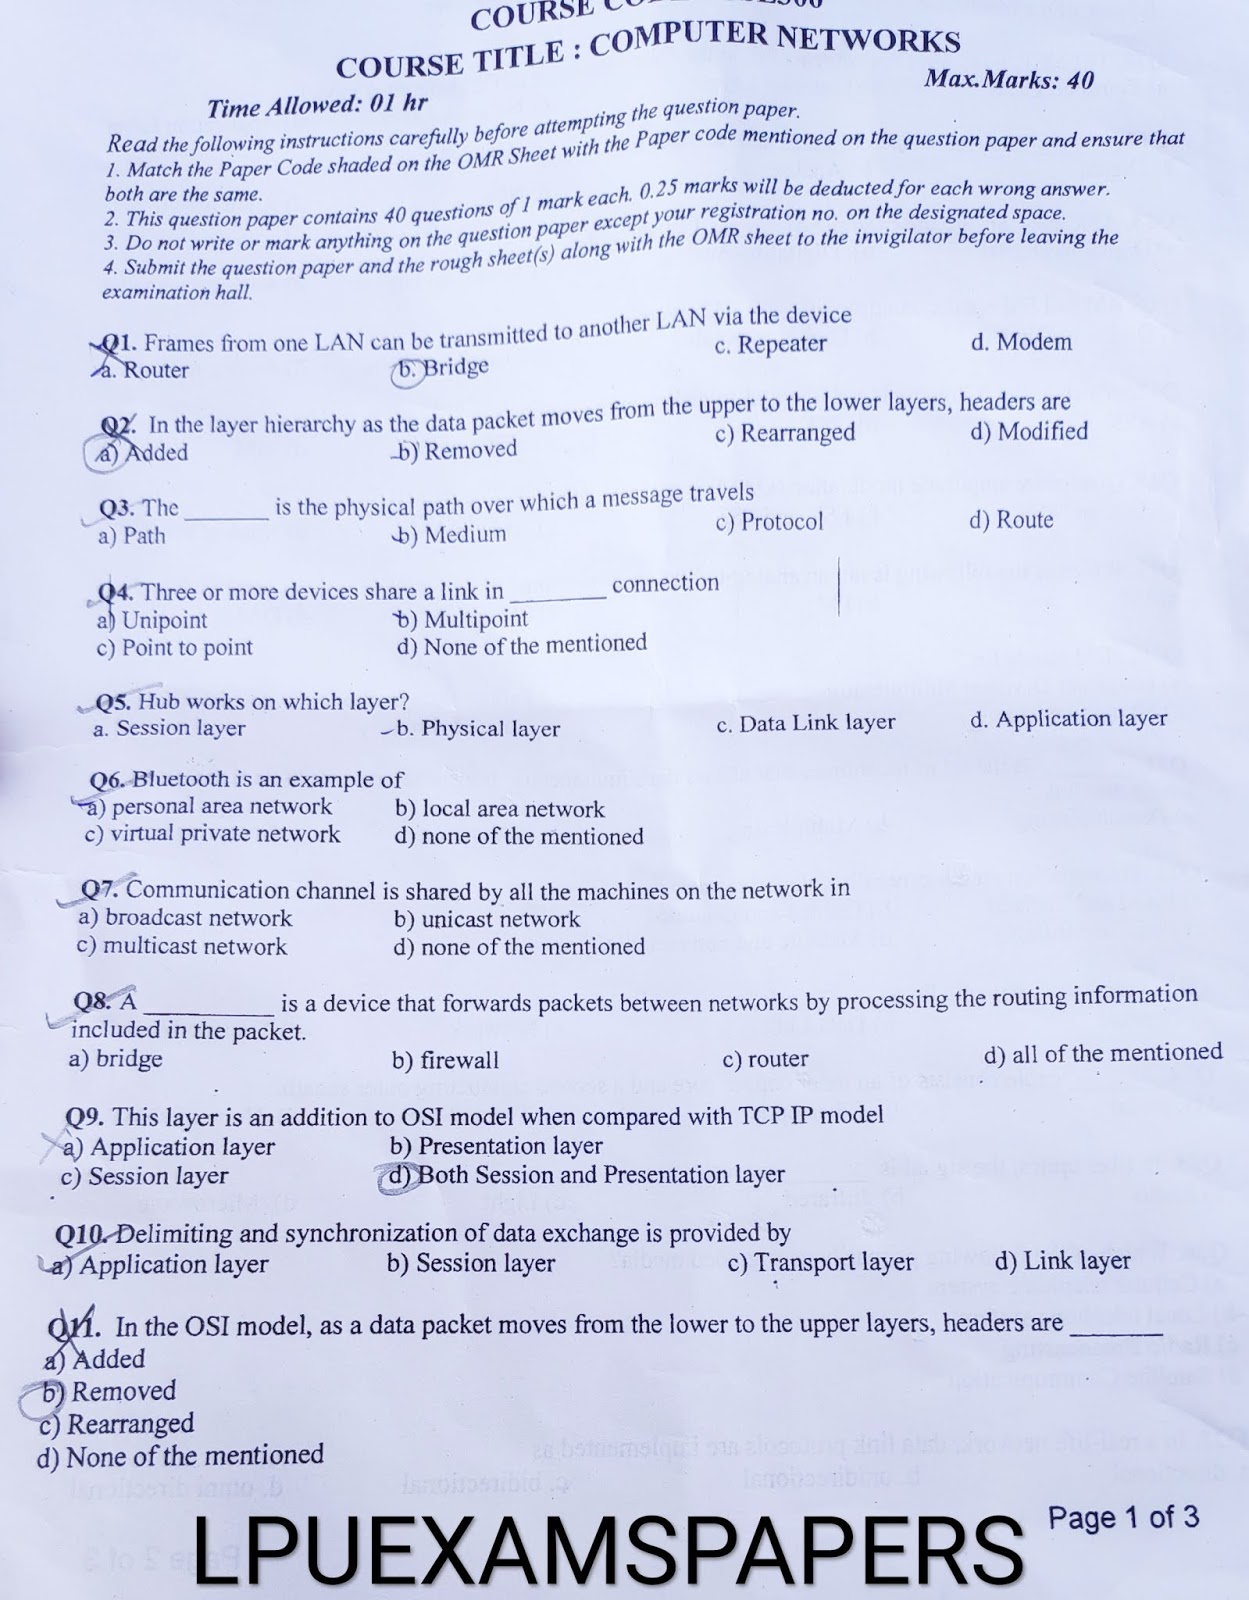 COURSE
COURSE TITLE : COMPUTER NETWORKS
Time Allowed: 01 hr
Max.Marks: 40
Read the following instructions carefully before attempting the question paper.
1. Match the Paper Code shaded on the OMR Sheet with the Paper code mentioned on the question paper and ensure that
both are the same.
2. This question paper contains 40 questions of 1 mark each. 0.25 marks will be deducted for each wrong answer.
3. Do not write or mark anything on the question paper except your registration no. on the designated space.
4. Submit the question paper and the rough sheet(s) along with the OMR sheet to the invigilator before leaving the
examination hall.
Q1. Frames from one LAN can be transmitted to another LAN via the device
a. Router b. Bridge c. Repeater d. Modem
Q2. In the layer hierarchy as the data packet moves from the upper to the lower layers, headers are
a) Added b) Removed c) Rearranged d) Modified
Q3. The ________ is the physical path over which a message travels
a) Path b) Medium c) Protocol d) Route
Q4. Three or more devices share a link in ________ connection
a) Unipoint b) Multipoint
c) Point to point d) None of the mentioned
Q5. Hub works on which layer?
a. Session layer b. Physical layer c. Data Link layer d. Application layer
Q6. Bluetooth is an example of
a) personal area network b) local area network
c) virtual private network d) none of the mentioned
Q7. Communication channel is shared by all the machines on the network in
a) broadcast network b) unicast network
c) multicast network d) none of the mentioned
Q8. A ___________ is a device that forwards packets between networks by processing the routing information
included in the packet.
a) bridge b) firewall c) router d) all of the mentioned
Q9. This layer is an addition to OSI model when compared with TCP IP model
a) Application layer b) Presentation layer
c) Session layer d) Both Session and Presentation layer
Q10. Delimiting and synchronization of data exchange is provided by
a) Application layer b) Session layer c) Transport layer d) Link layer
Q11. In the OSI model, as a data packet moves from the lower to the upper layers, headers are ________
a) Added
b) Removed
c) Rearranged
d) None of the mentioned
Page 1 of 3
LPUEXAMSPAPERS